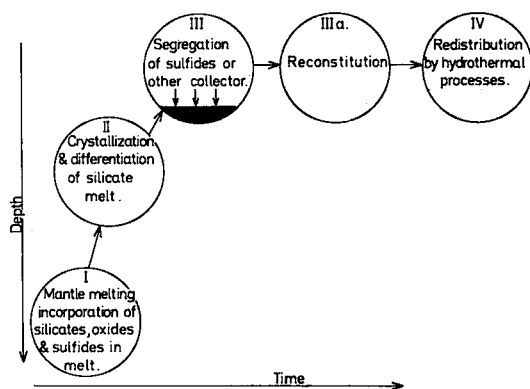 III
Segregation
of sulfides or
other collector.
IIIa.
Reconstitution
IV
Redistribution
by hydrothermal
processes.
II
Crystallization
& differentiation
of silicate
melt.
I
Mantle melting,
incorporation of
silicates, oxides
& sulfides in
melt.
Depth
Time